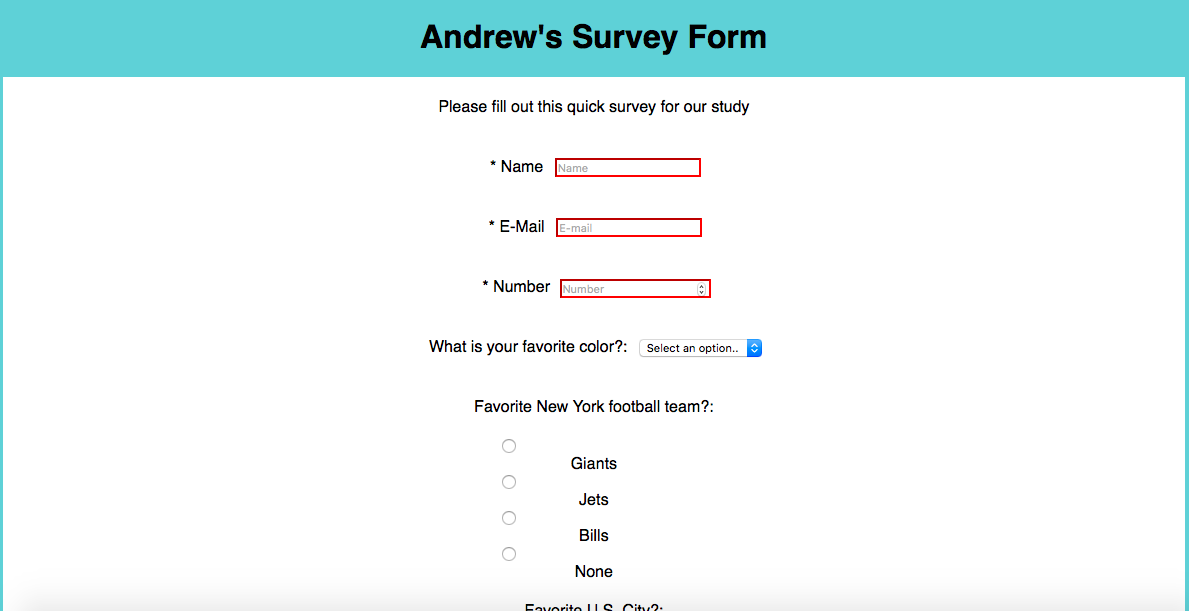 Andrew's Survey Form
Please fill out this quick survey for our study
* Name Name
* E-Mail E-mail
* Number Number
What is your favorite color?: Select an option..
Favorite New York football team?:
Giants
Jets
Bills
None
Favorite U.S. City?: